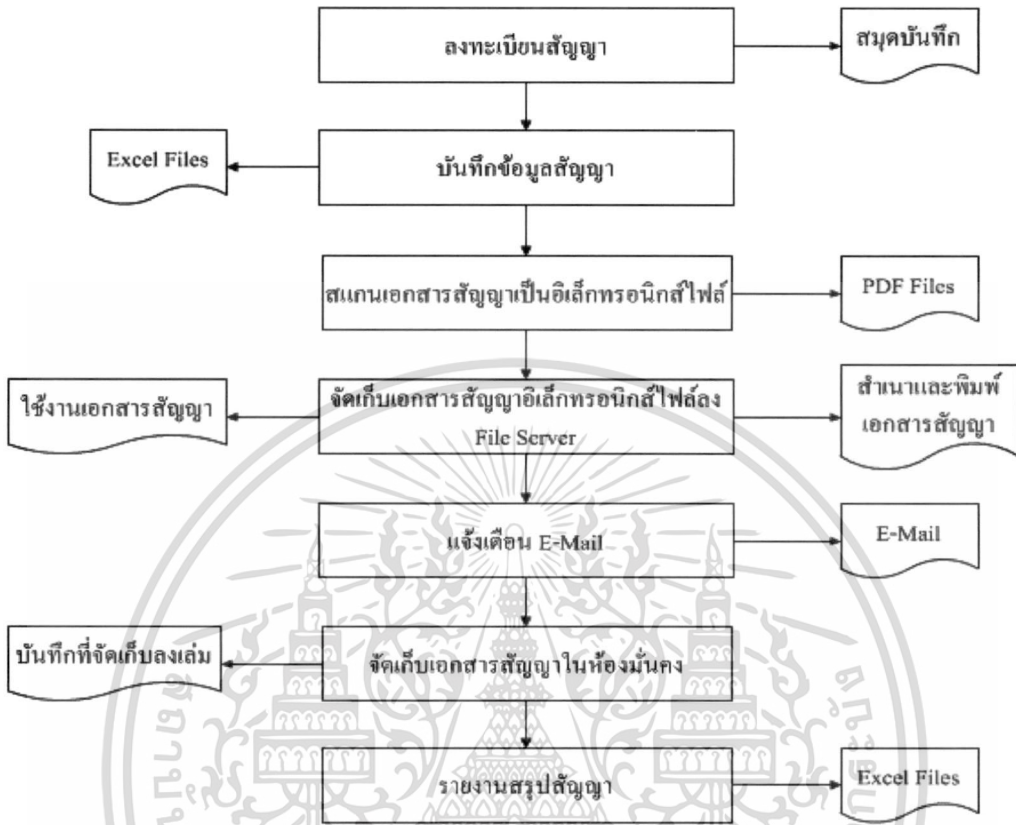 ลงทะเบียนสัญญา
สมุดบันทึก
Excel Files
บันทึกข้อมูลสัญญา
สแกนเอกสารสัญญาเป็นอิเล็กทรอนิกส์ไฟล์
PDF Files
ใช้งานเอกสารสัญญา
จัดเก็บเอกสารสัญญาอิเล็กทรอนิกส์ไฟล์ลง
File Server
สำเนาและพิมพ์
เอกสารสัญญา
แจ้งเตือน E-Mail
E-Mail
บันทึกที่จัดเก็บลงเล่ม
จัดเก็บเอกสารสัญญาในห้องมั่นคง
รายงานสรุปสัญญา
Excel Files